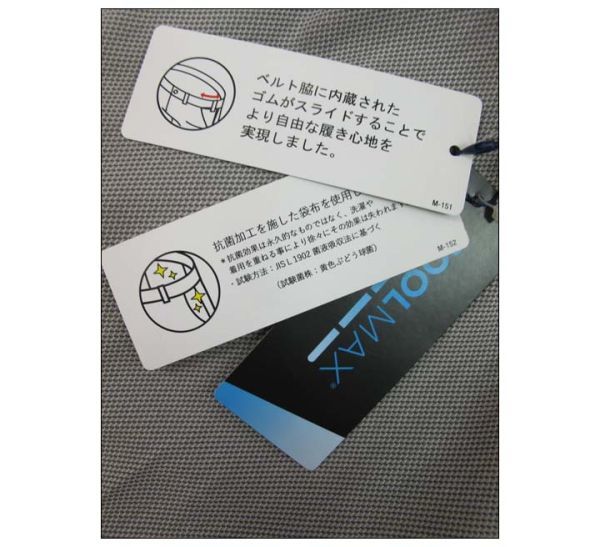 ベルト脇に内蔵された
ゴムがスライドすることで
より自由な履き心地を
実現しました。
M-151
抗菌加工を施した袋布を使用し
*抗菌効果は永久的なものではなく、洗濯や
着用を重ねる事により徐々にその効果は失われます
・試験方法：JIS L 1902 菌液吸収法に基づく
（試験菌株：黄色ぶどう球菌）
M-152
OOLMAX®